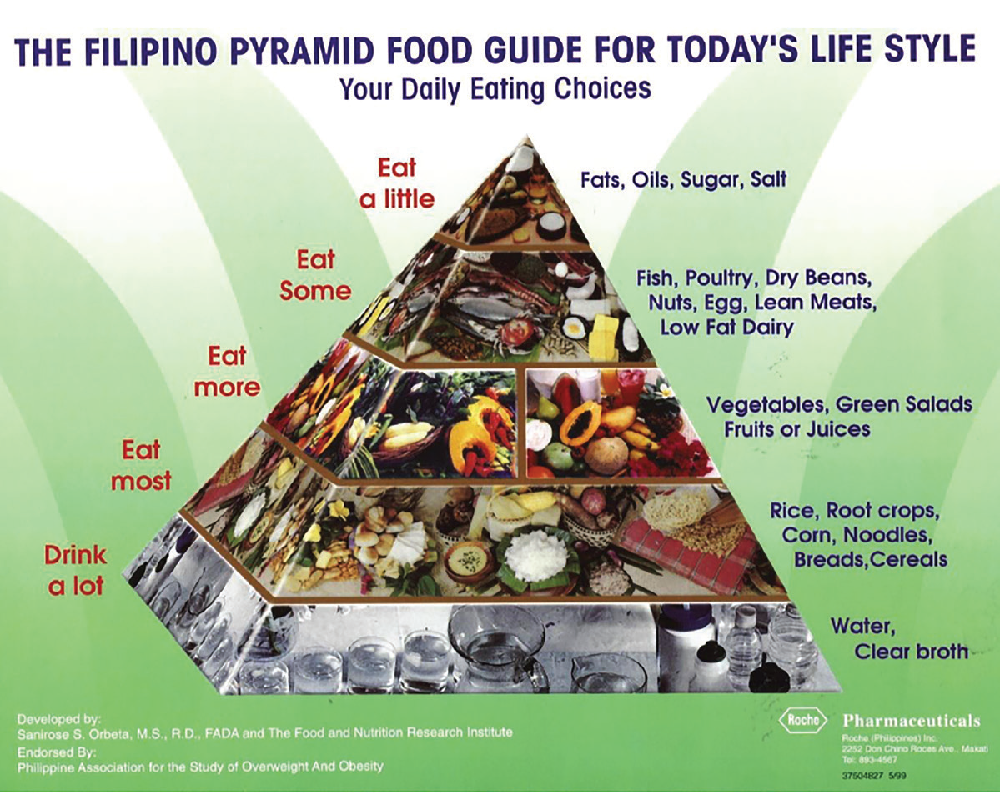 THE FILIPINO PYRAMID FOOD GUIDE FOR TODAY'S LIFE STYLE
Your Daily Eating Choices
Eat
a little
Fats, Oils, Sugar, Salt
Eat
Some
Fish, Poultry, Dry Beans,
Nuts, Egg, Lean Meats,
Low Fat Dairy
Eat
more
Vegetables, Green Salads
Fruits or Juices
Eat
most
Rice, Root crops,
Corn, Noodles,
Breads,Cereals
Drink
a lot
Water,
Clear broth
Developed by:
Sanirose S. Orbeta, M.S., R.D., FADA and The Food and Nutrition Research Institute
Endorsed By:
Philippine Association for the Study of Overweight And Obesity
Roche
Pharmaceuticals
Roche (Philippines) Inc.
2252 Don Chino Roces Ave., Makati
Tel: 893-4567
37504827 5/99